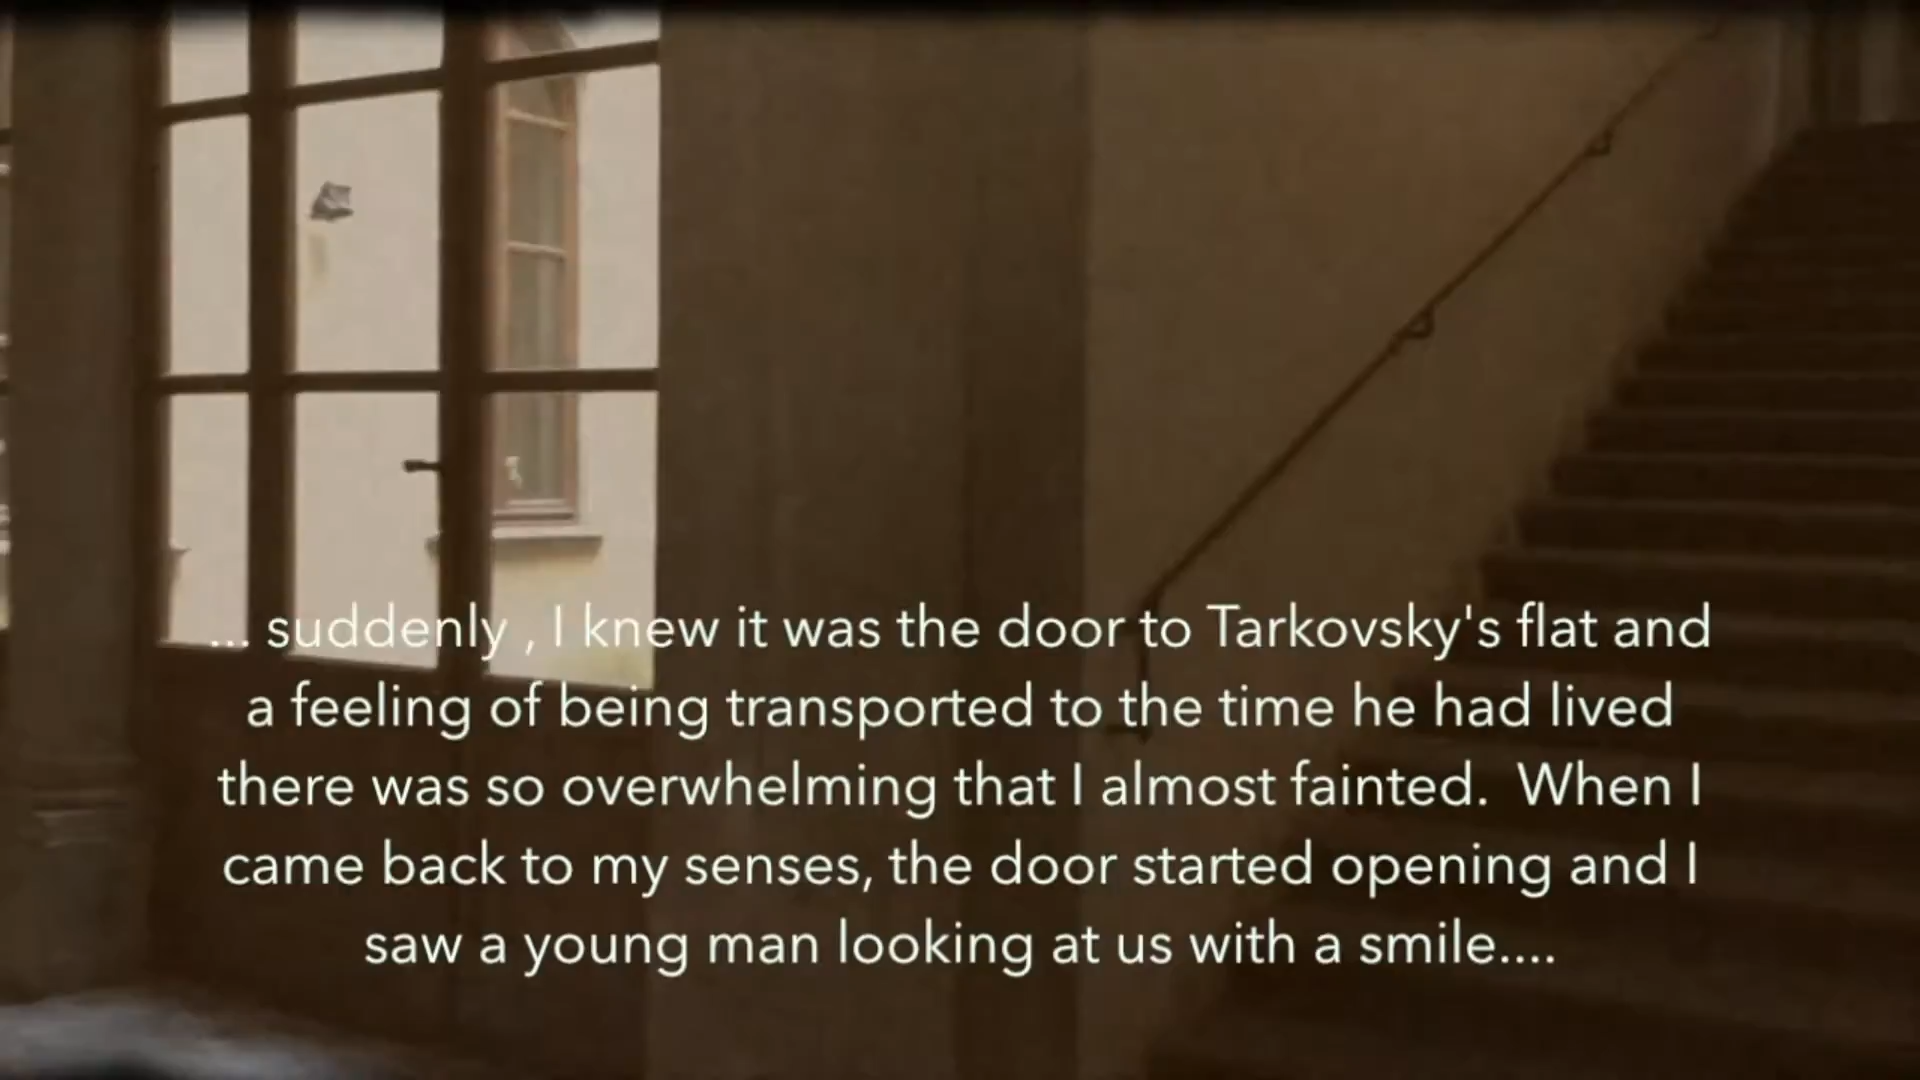 ... suddenly , I knew it was the door to Tarkovsky's flat and
a feeling of being transported to the time he had lived
there was so overwhelming that I almost fainted.  When I
came back to my senses, the door started opening and I
saw a young man looking at us with a smile....